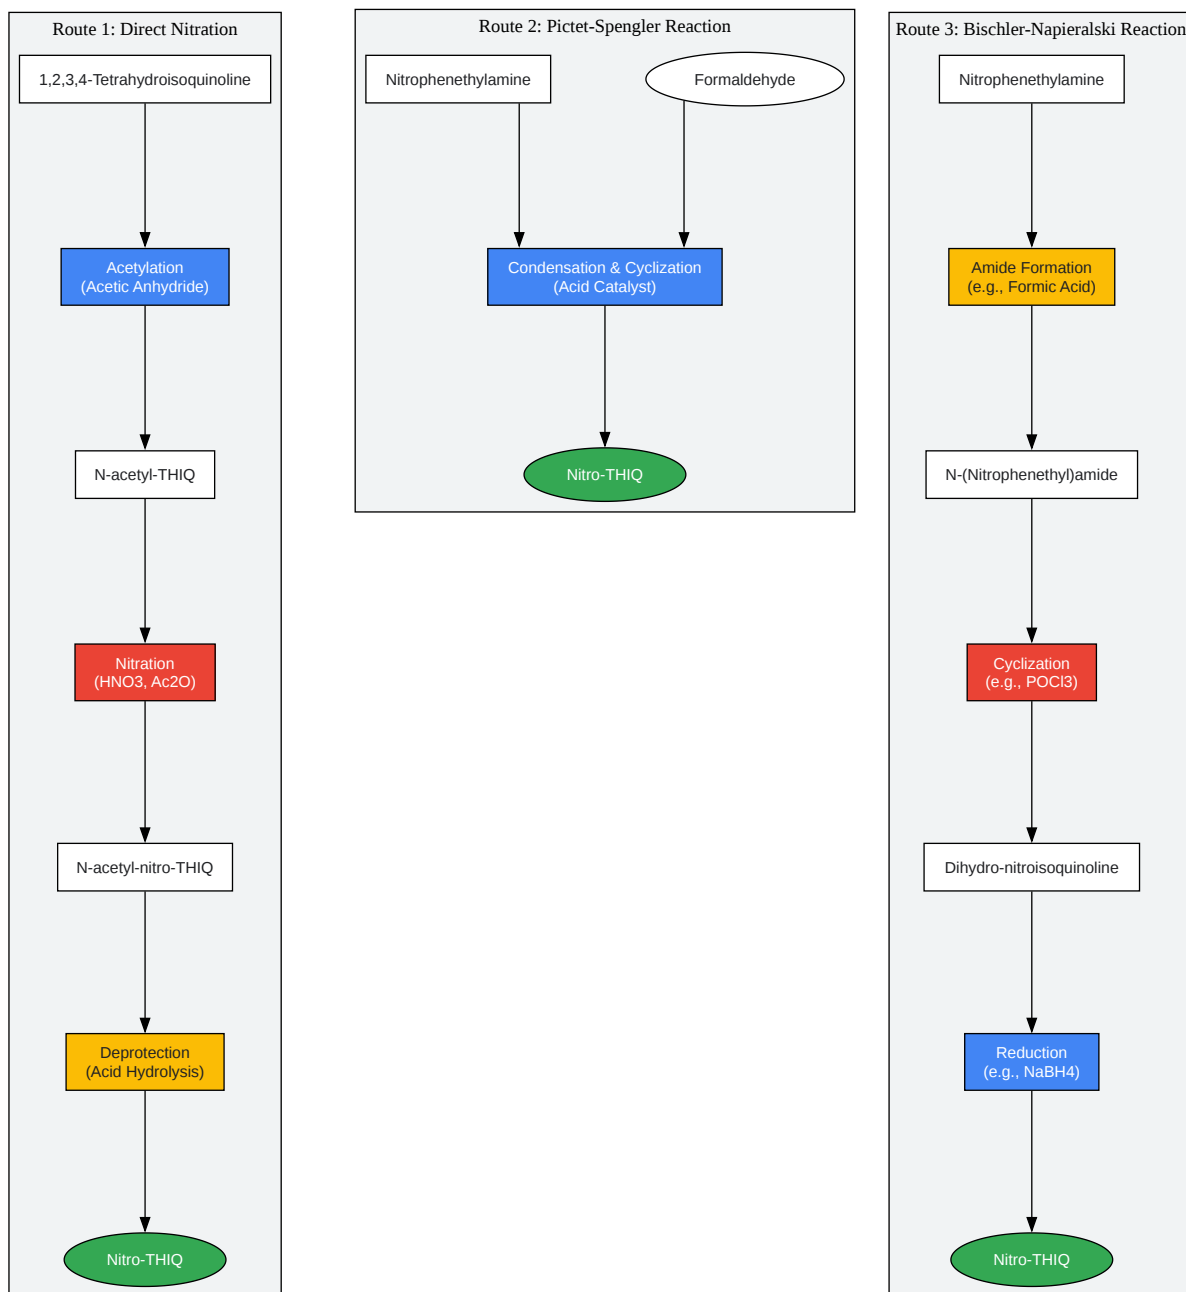 Route 1: Direct Nitration
1,2,3,4-Tetrahydroisoquinoline
Acetylation
(Acetic Anhydride)
N-acetyl-THIQ
Nitration
(HNO3, Ac2O)
N-acetyl-nitro-THIQ
Deprotection
(Acid Hydrolysis)
Nitro-THIQ
Route 2: Pictet-Spengler Reaction
Nitrophenethylamine
Formaldehyde
Condensation & Cyclization
(Acid Catalyst)
Nitro-THIQ
Route 3: Bischler-Napieralski Reaction
Nitrophenethylamine
Amide Formation
(e.g., Formic Acid)
N-(Nitrophenethyl)amide
Cyclization
(e.g., POCl3)
Dihydro-nitroisoquinoline
Reduction
(e.g., NaBH4)
Nitro-THIQ